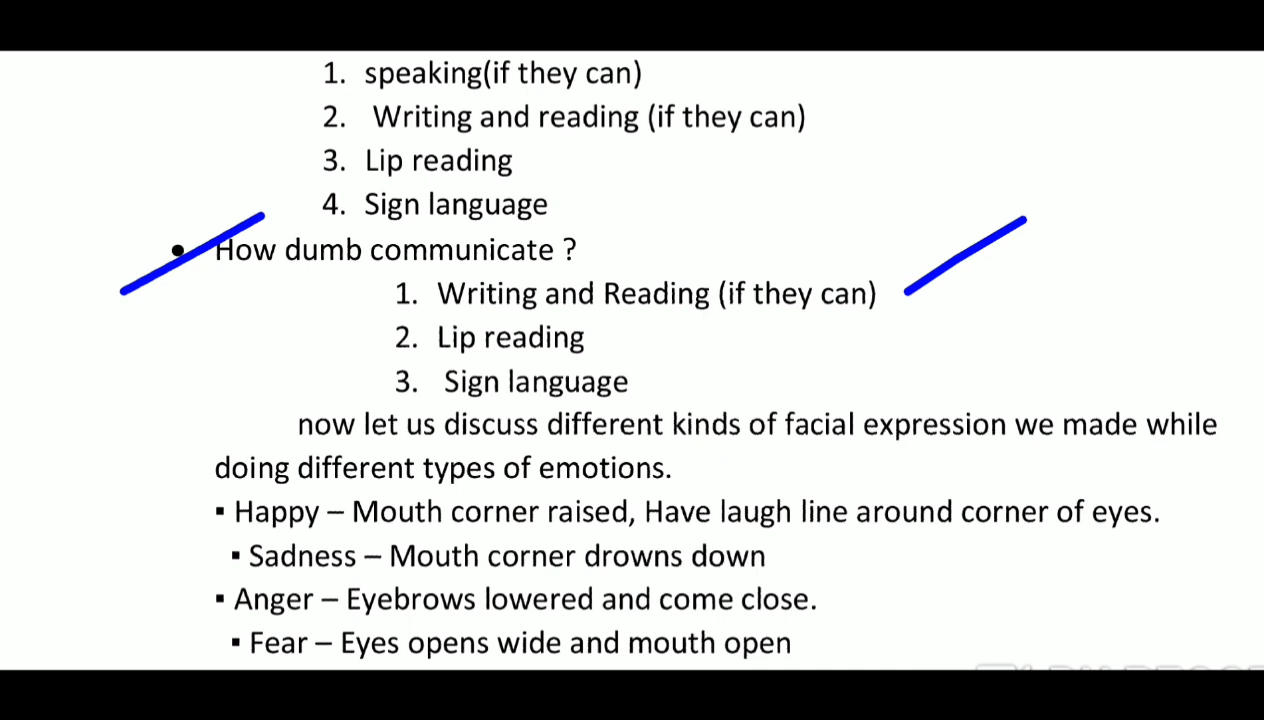 1. speaking(if they can)
2. Writing and reading (if they can)
3. Lip reading
4. Sign language
• How dumb communicate ?
1. Writing and Reading (if they can)
2. Lip reading
3. Sign language
now let us discuss different kinds of facial expression we made while
doing different types of emotions.
▪ Happy – Mouth corner raised, Have laugh line around corner of eyes.
▪ Sadness – Mouth corner drowns down
▪ Anger – Eyebrows lowered and come close.
▪ Fear – Eyes opens wide and mouth open